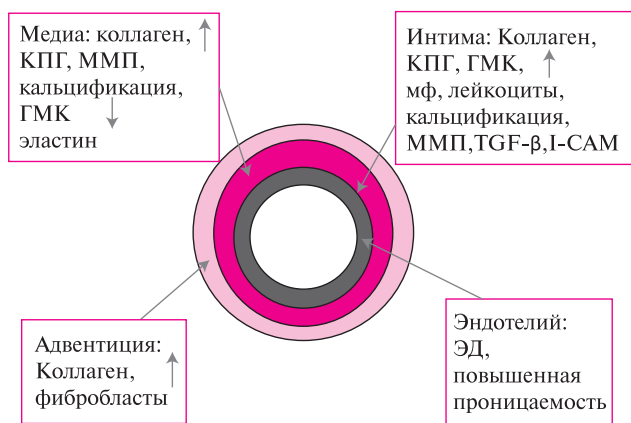 Медиа: коллаген,
КПГ, ММП,
кальцификация,
ГМК
эластин
Интима: Коллаген,
КПГ, ГМК,
мф, лейкоциты,
кальцификация,
ММП,TGF-β,I-CAM
Адвентиция:
Коллаген,
фибробласты
Эндотелий:
ЭД,
повышенная
проницаемость